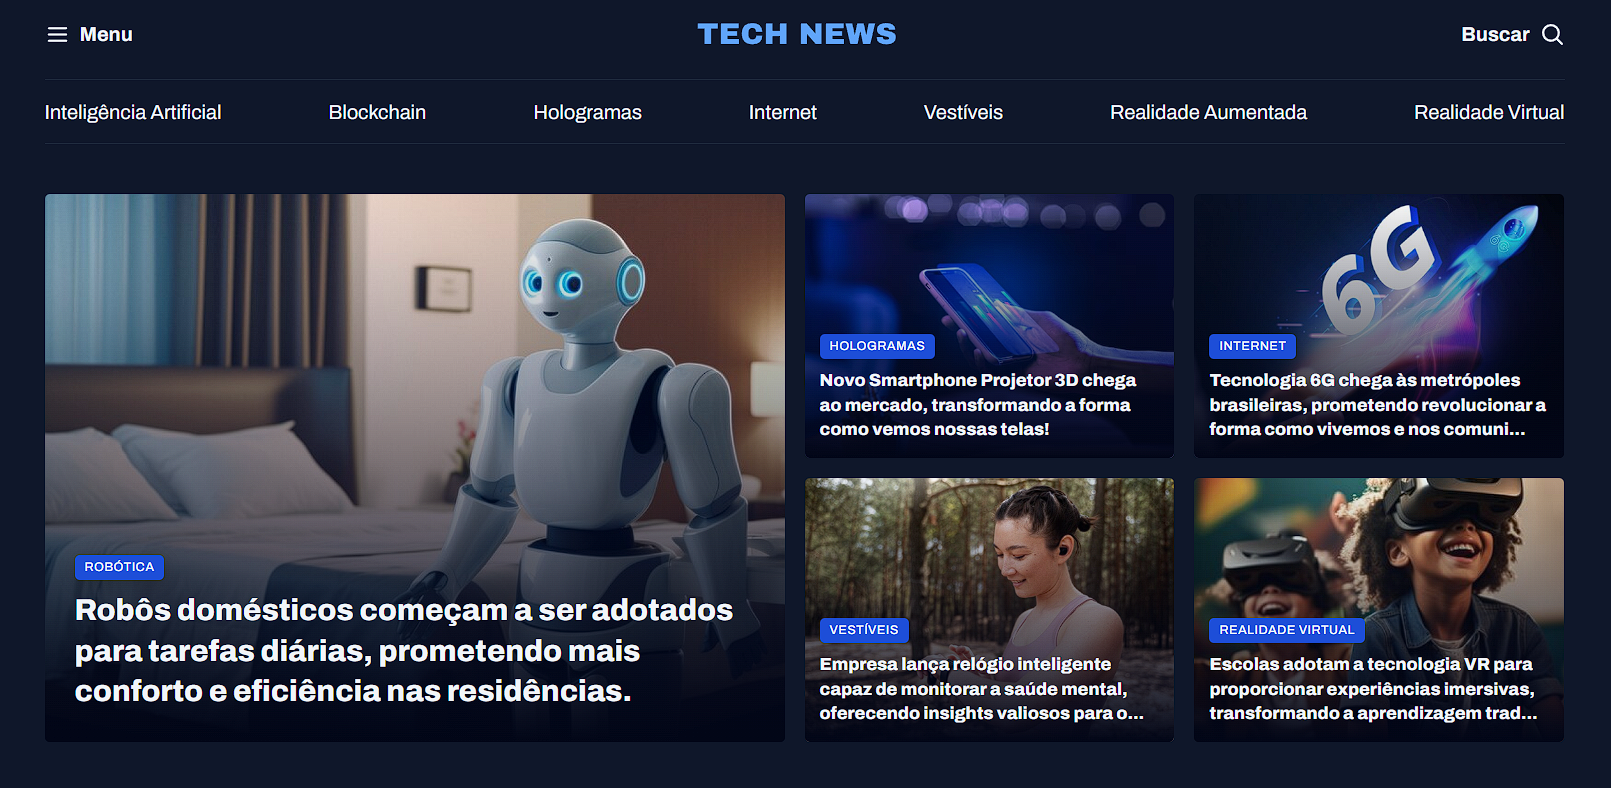 Menu
TECH NEWS
Buscar
Inteligência Artificial
Blockchain
Hologramas
Internet
Vestíveis
Realidade Aumentada
Realidade Virtual
ROBÓTICA
Robôs domésticos começam a ser adotados
para tarefas diárias, prometendo mais
conforto e eficiência nas residências.
HOLOGRAMAS
Novo Smartphone Projetor 3D chega
ao mercado, transformando a forma
como vemos nossas telas!
6G
INTERNET
Tecnologia 6G chega às metrópoles
brasileiras, prometendo revolucionar a
forma como vivemos e nos comuni...
VESTÍVEIS
Empresa lança relógio inteligente
capaz de monitorar a saúde mental,
oferecendo insights valiosos para o...
REALIDADE VIRTUAL
Escolas adotam a tecnologia VR para
proporcionar experiências imersivas,
transformando a aprendizagem trad...